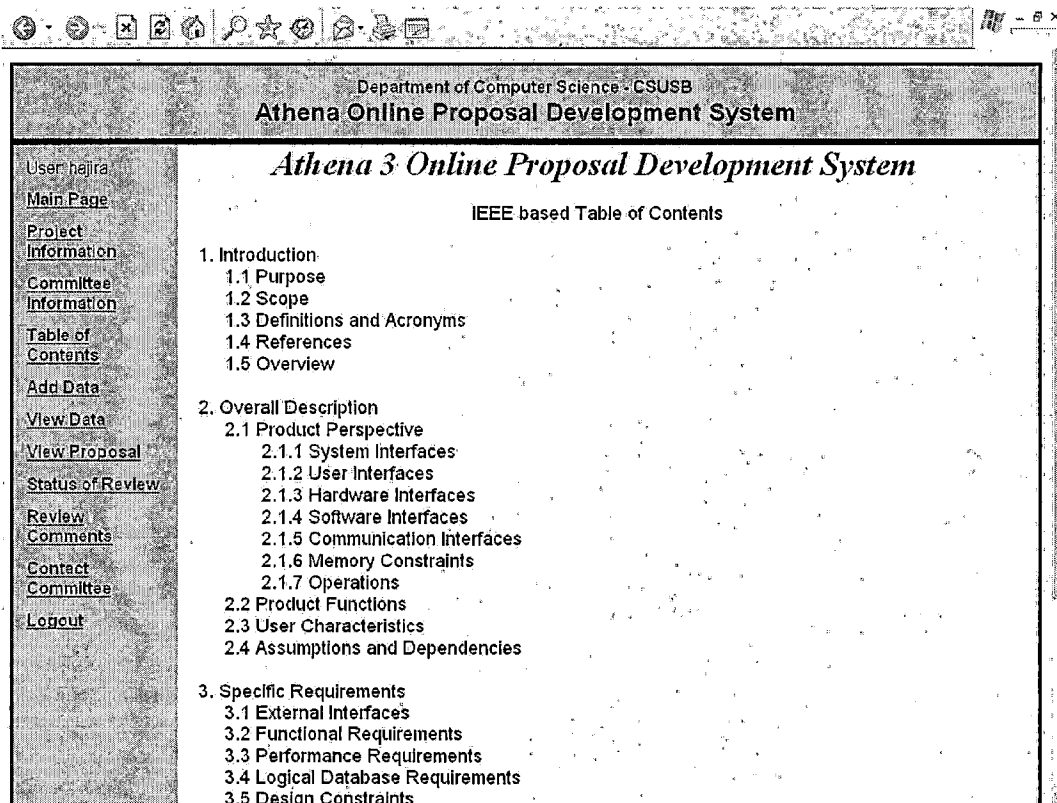 Department of Computer Science - CSUSB
Athena Online Proposal Development System
User hajira
Main Page
Project
Information
Committee
Information
Table of
Contents
Add Data
View Data
View Proposal
Status of Review
Review
Comments
Contact
Committee
Logout
Athena 3 Online Proposal Development System
IEEE based Table of Contents
1. Introduction
1.1 Purpose
1.2 Scope
1.3 Definitions and Acronyms
1.4 References
1.5 Overview
2. Overall Description
2.1 Product Perspective
2.1.1 System Interfaces
2.1.2 User Interfaces
2.1.3 Hardware Interfaces
2.1.4 Software Interfaces
2.1.5 Communication Interfaces
2.1.6 Memory Constraints
2.1.7 Operations
2.2 Product Functions
2.3 User Characteristics
2.4 Assumptions and Dependencies
3. Specific Requirements
3.1 External Interfaces
3.2 Functional Requirements
3.3 Performance Requirements
3.4 Logical Database Requirements
3.5 Design Constraints